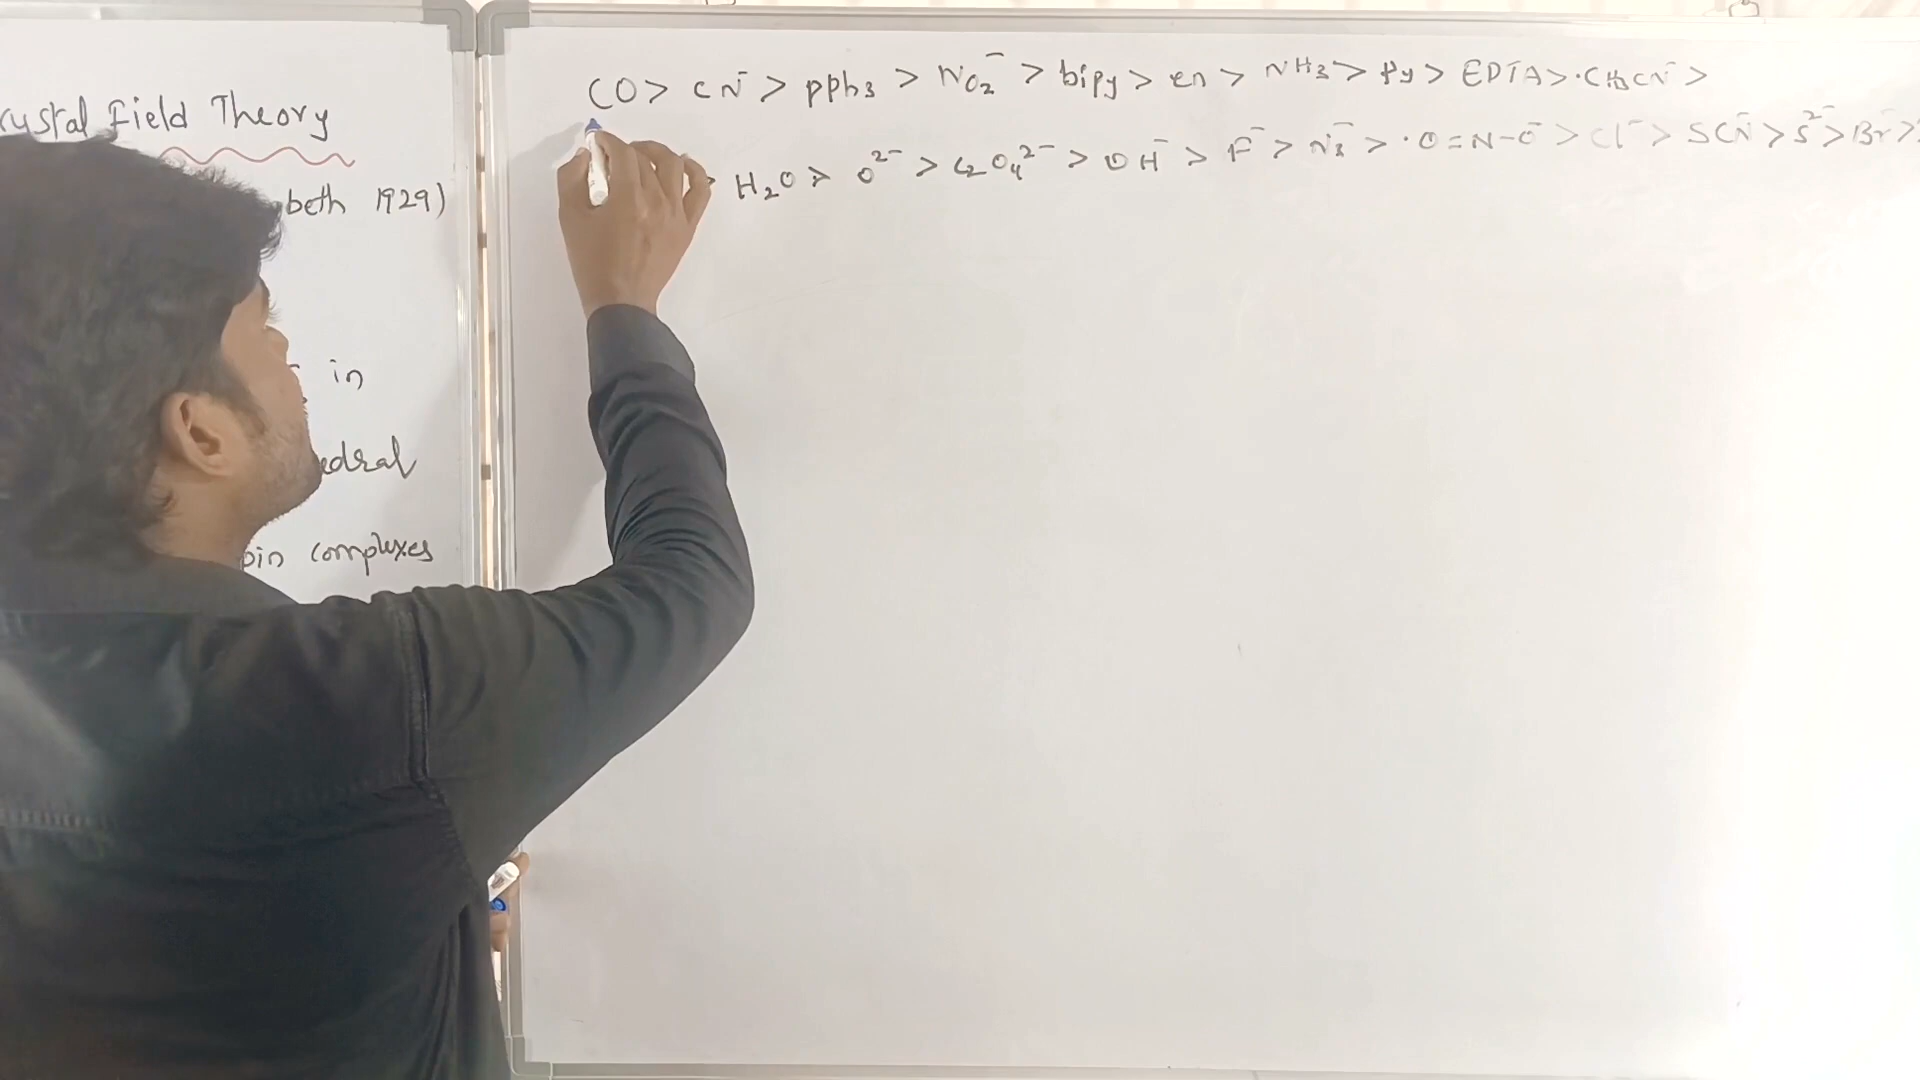 rystal Field Theory
beth 1929)
in
edral
pin complexes
CO > CN⁻ > pph₃ > NO₂⁻ > bipy > en > NH₃ > Py > EDTA > ·CH₃CN⁻ >
> H₂O > O²⁻ > C₂O₄²⁻ > OH⁻ > F⁻ > N₃⁻ > ·O=N-O⁻ > Cl⁻ > SCN⁻ > S²⁻ > Br⁻ >